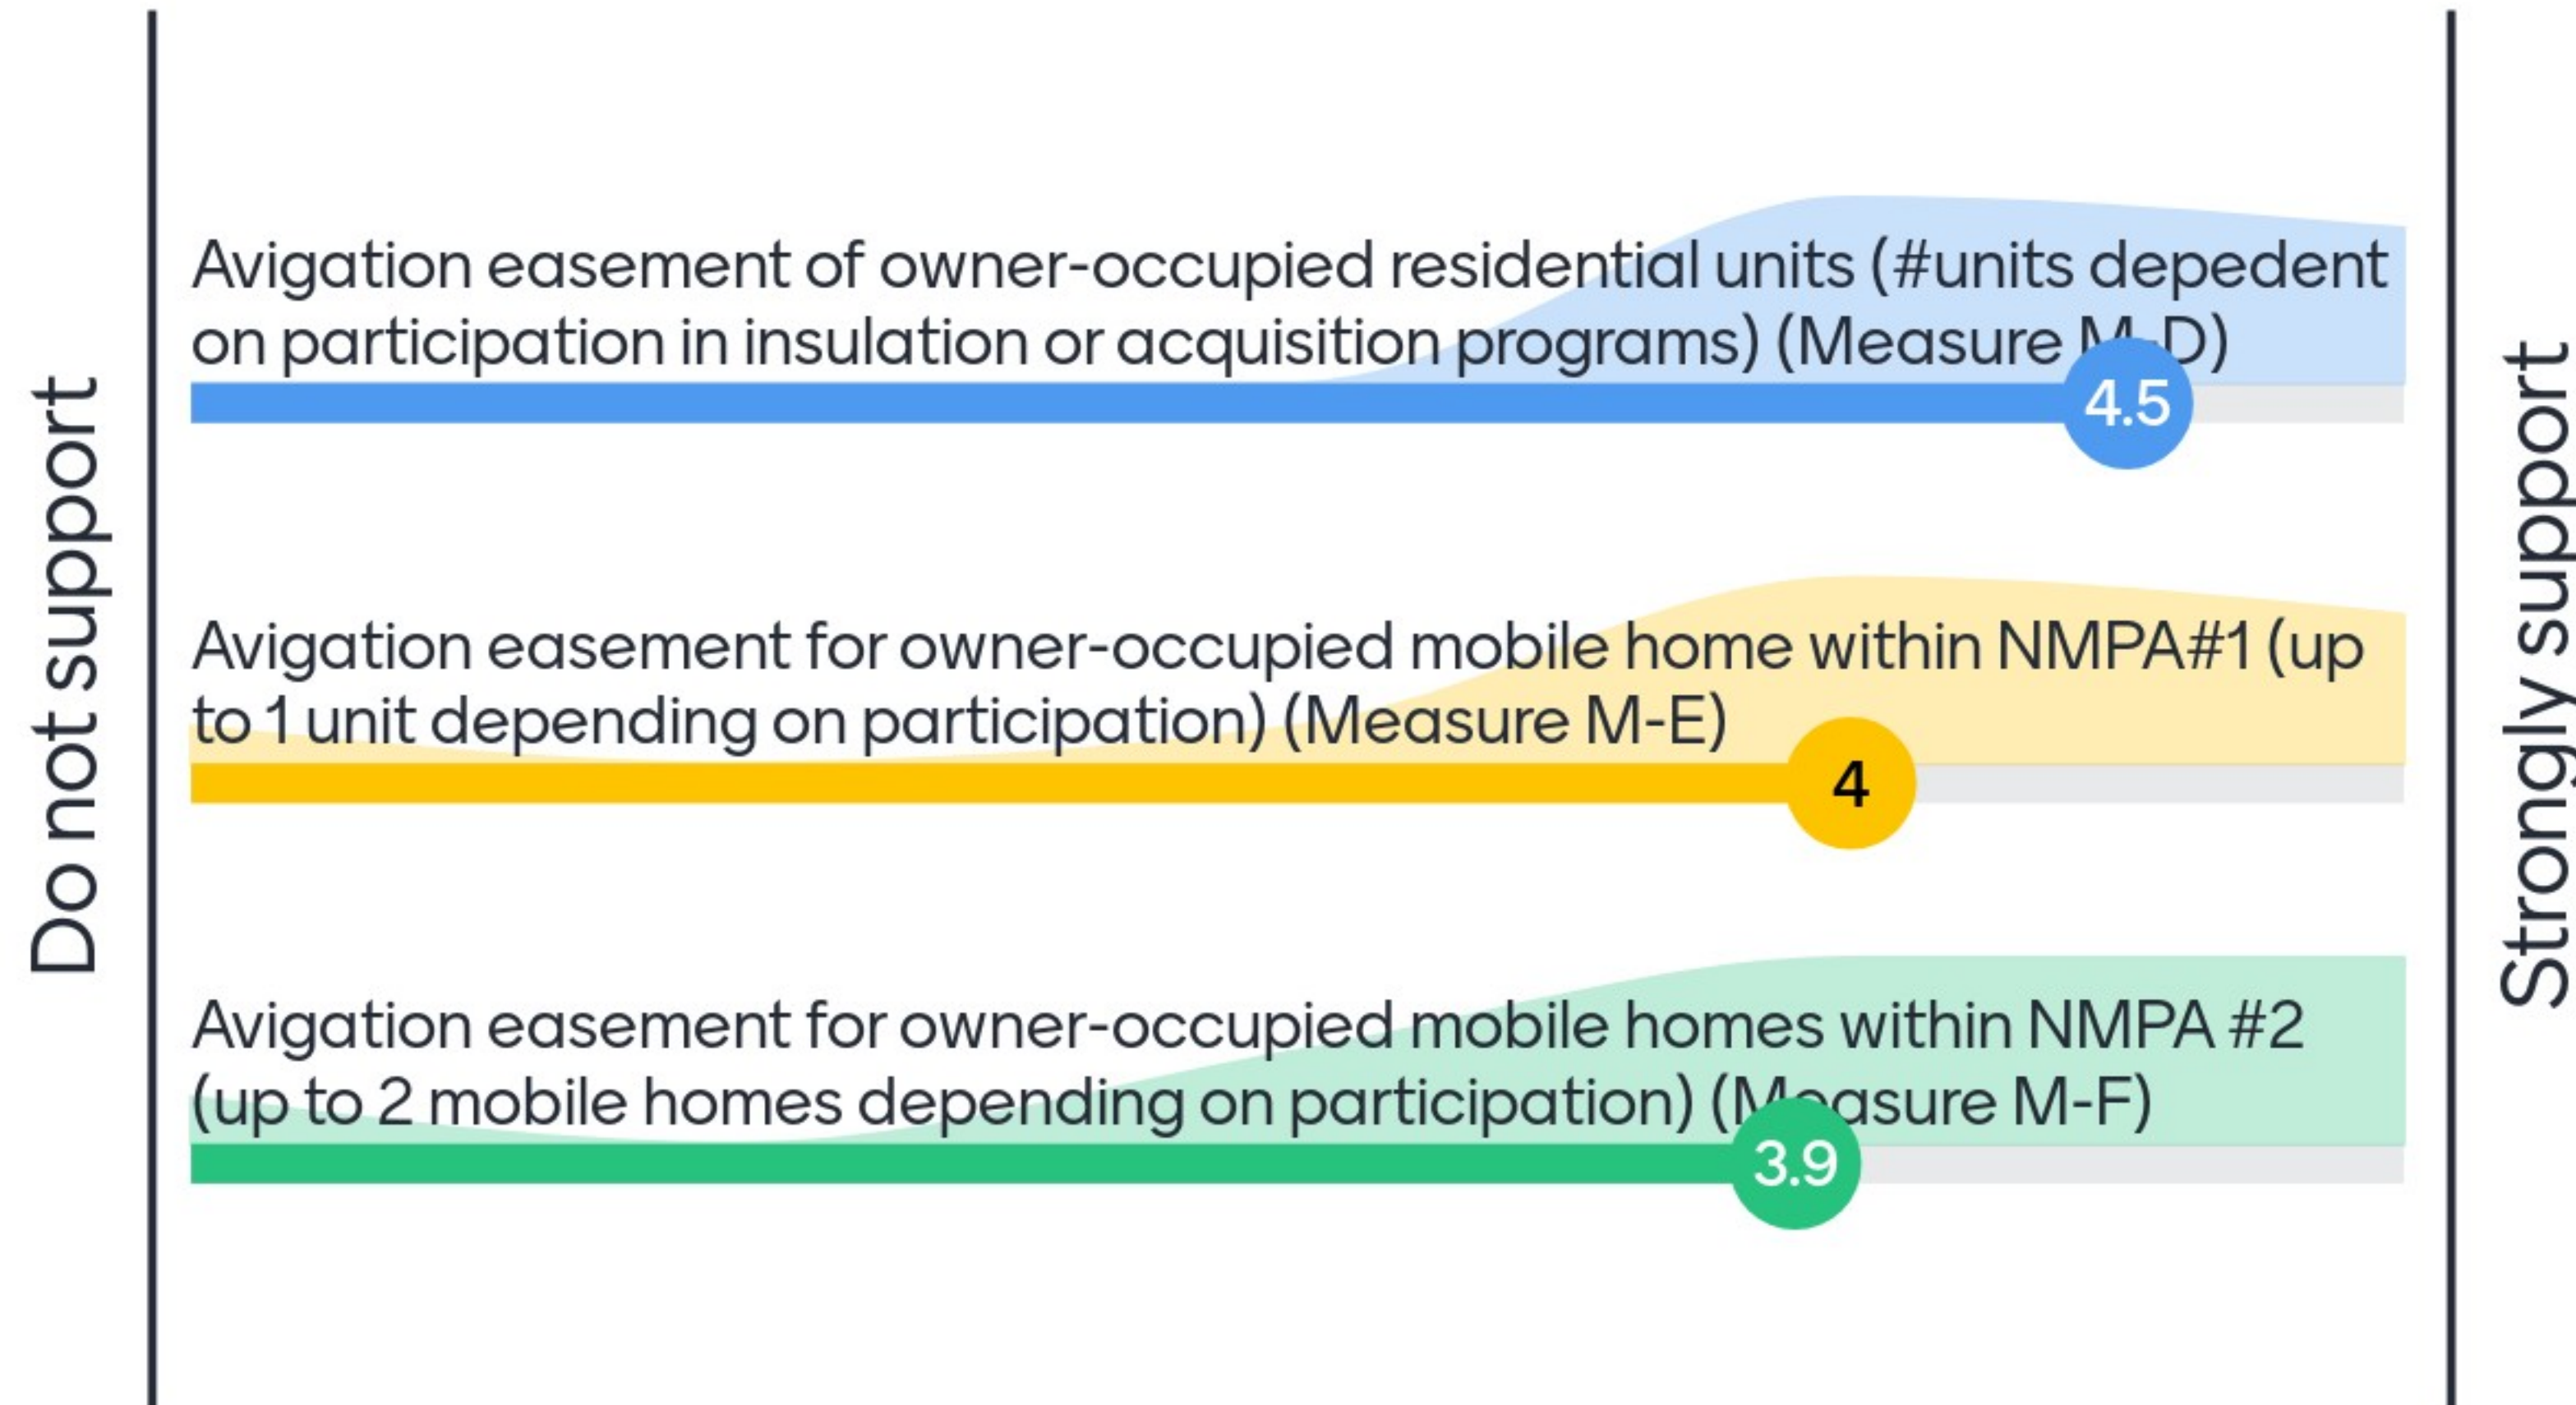 Do not support
Avigation easement of owner-occupied residential units (#units depedent
on participation in insulation or acquisition programs) (Measure M-D)
4.5
Avigation easement for owner-occupied mobile home within NMPA#1 (up
to 1 unit depending on participation) (Measure M-E)
4
Avigation easement for owner-occupied mobile homes within NMPA #2
(up to 2 mobile homes depending on participation) (Measure M-F)
3.9
Strongly support